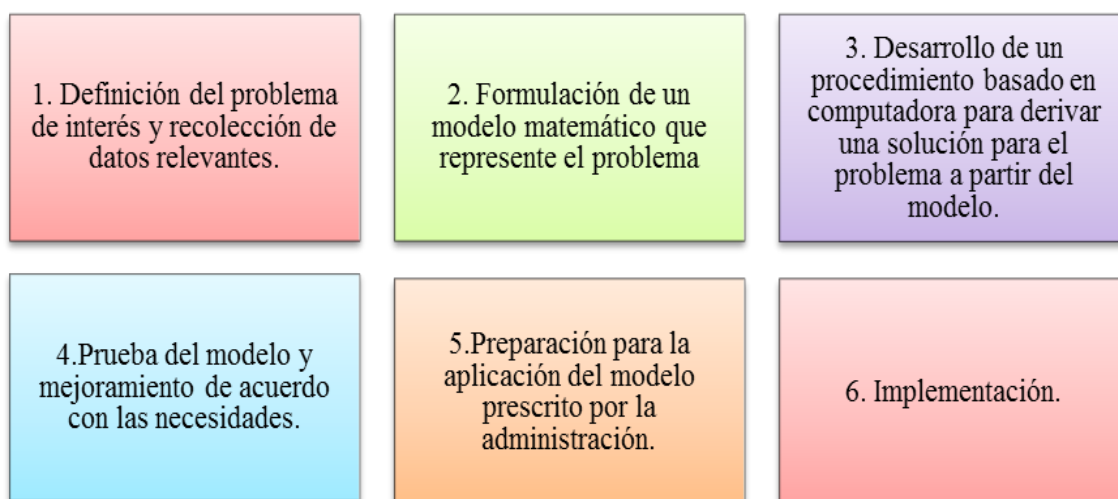 1. Definición del problema
de interés y recolección de
datos relevantes.
2. Formulación de un
modelo matemático que
represente el problema
3. Desarrollo de un
procedimiento basado en
computadora para derivar
una solución para el
problema a partir del
modelo.
4.Prueba del modelo y
mejoramiento de acuerdo
con las necesidades.
5.Preparación para la
aplicación del modelo
prescrito por la
administración.
6. Implementación.